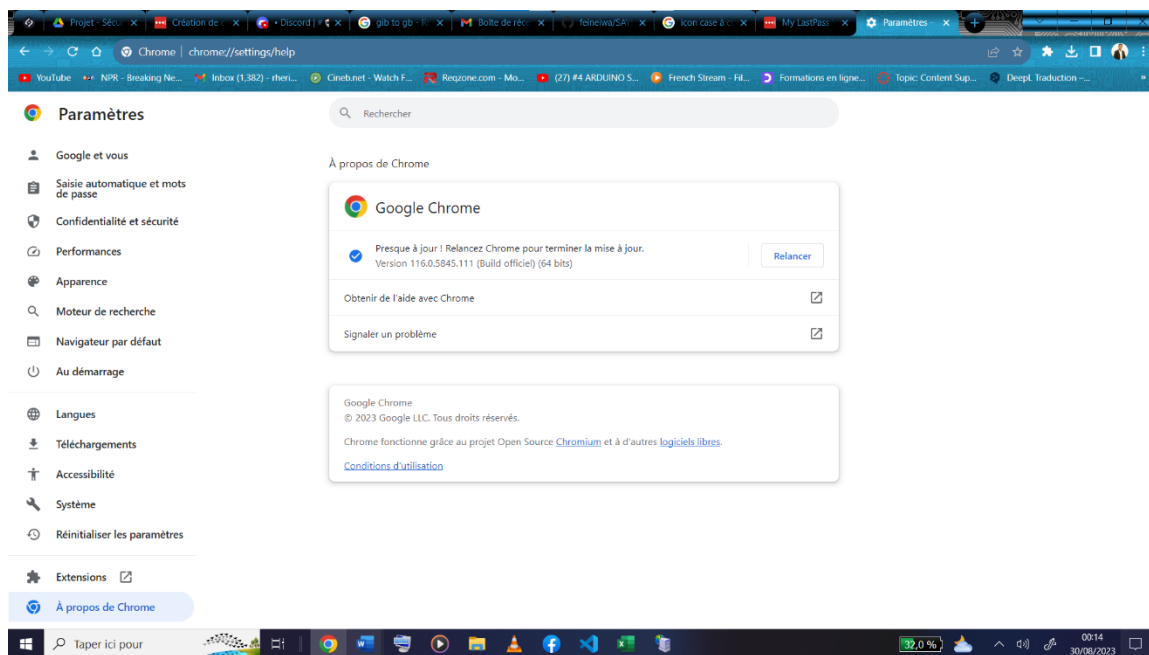 Projet - Sécu
Création de c
• Discord | #
gib to gb - R
Boîte de réce
feineiwa/SA
icon case à c
My LastPass
Paramètres -
Chrome | chrome://settings/help
YouTube
NPR - Breaking Ne...
Inbox (1,382) - rheri...
Cineb.net - Watch F...
Reqzone.com - Mo...
(27) #4 ARDUINO S...
French Stream - Fil...
Formations en ligne...
Topic Content Sup...
DeepL Traduction –...
»
Paramètres
Rechercher
Google et vous
Saisie automatique et mots
de passe
Confidentialité et sécurité
Performances
Apparence
Moteur de recherche
Navigateur par défaut
Au démarrage
Langues
Téléchargements
Accessibilité
Système
Réinitialiser les paramètres
Extensions
À propos de Chrome
À propos de Chrome
Google Chrome
Presque à jour ! Relancez Chrome pour terminer la mise à jour.
Version 116.0.5845.111 (Build officiel) (64 bits)
Relancer
Obtenir de l'aide avec Chrome
Signaler un problème
Google Chrome
© 2023 Google LLC. Tous droits réservés.
Chrome fonctionne grâce au projet Open Source Chromium et à d'autres logiciels libres.
Conditions d'utilisation
Taper ici pour
32,0 %
00:14
30/08/2023